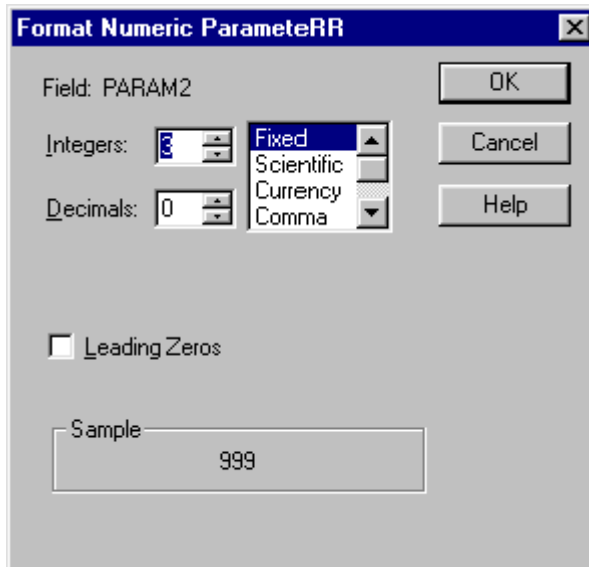 Format Numeric ParameteRR
Field: PARAM2
OK
Integers: 3
Fixed
Scientific
Currency
Comma
Cancel
Decimals: 0
Help
Leading Zeros
Sample
999